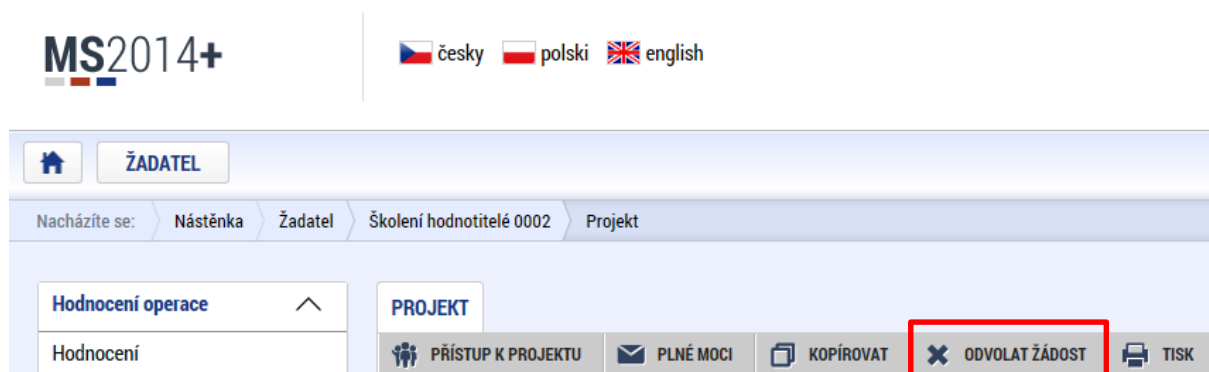 MS2014+ česky polski english
ŽADATEL
Nacházíte se: Nástěnka Žadatel Školení hodnotitelé 0002 Projekt
Hodnocení operace PROJEKT
Hodnocení PŘÍSTUP K PROJEKTU PLNÉ MOCI KOPÍROVAT ODVOLAT ŽÁDOST TISK